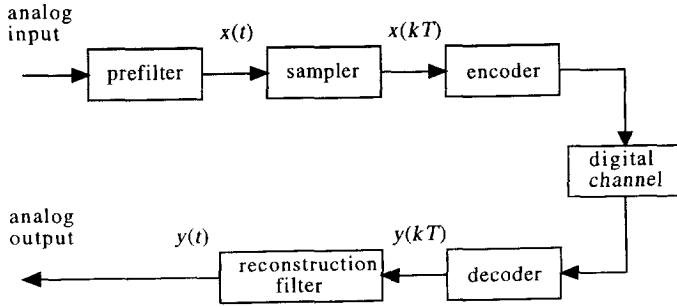 analog
input
x(t)
x(kT)
prefilter
sampler
encoder
digital
channel
analog
output
y(t)
y(kT)
reconstruction
filter
decoder